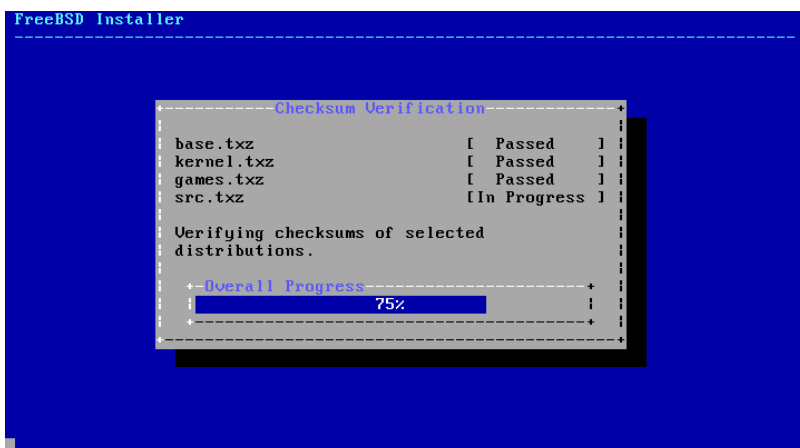 FreeBSD Installer
Checksum Verification
base.txz [ Passed ]
kernel.txz [ Passed ]
games.txz [ Passed ]
src.txz [In Progress ]
Verifying checksums of selected
distributions.
Overall Progress
75%